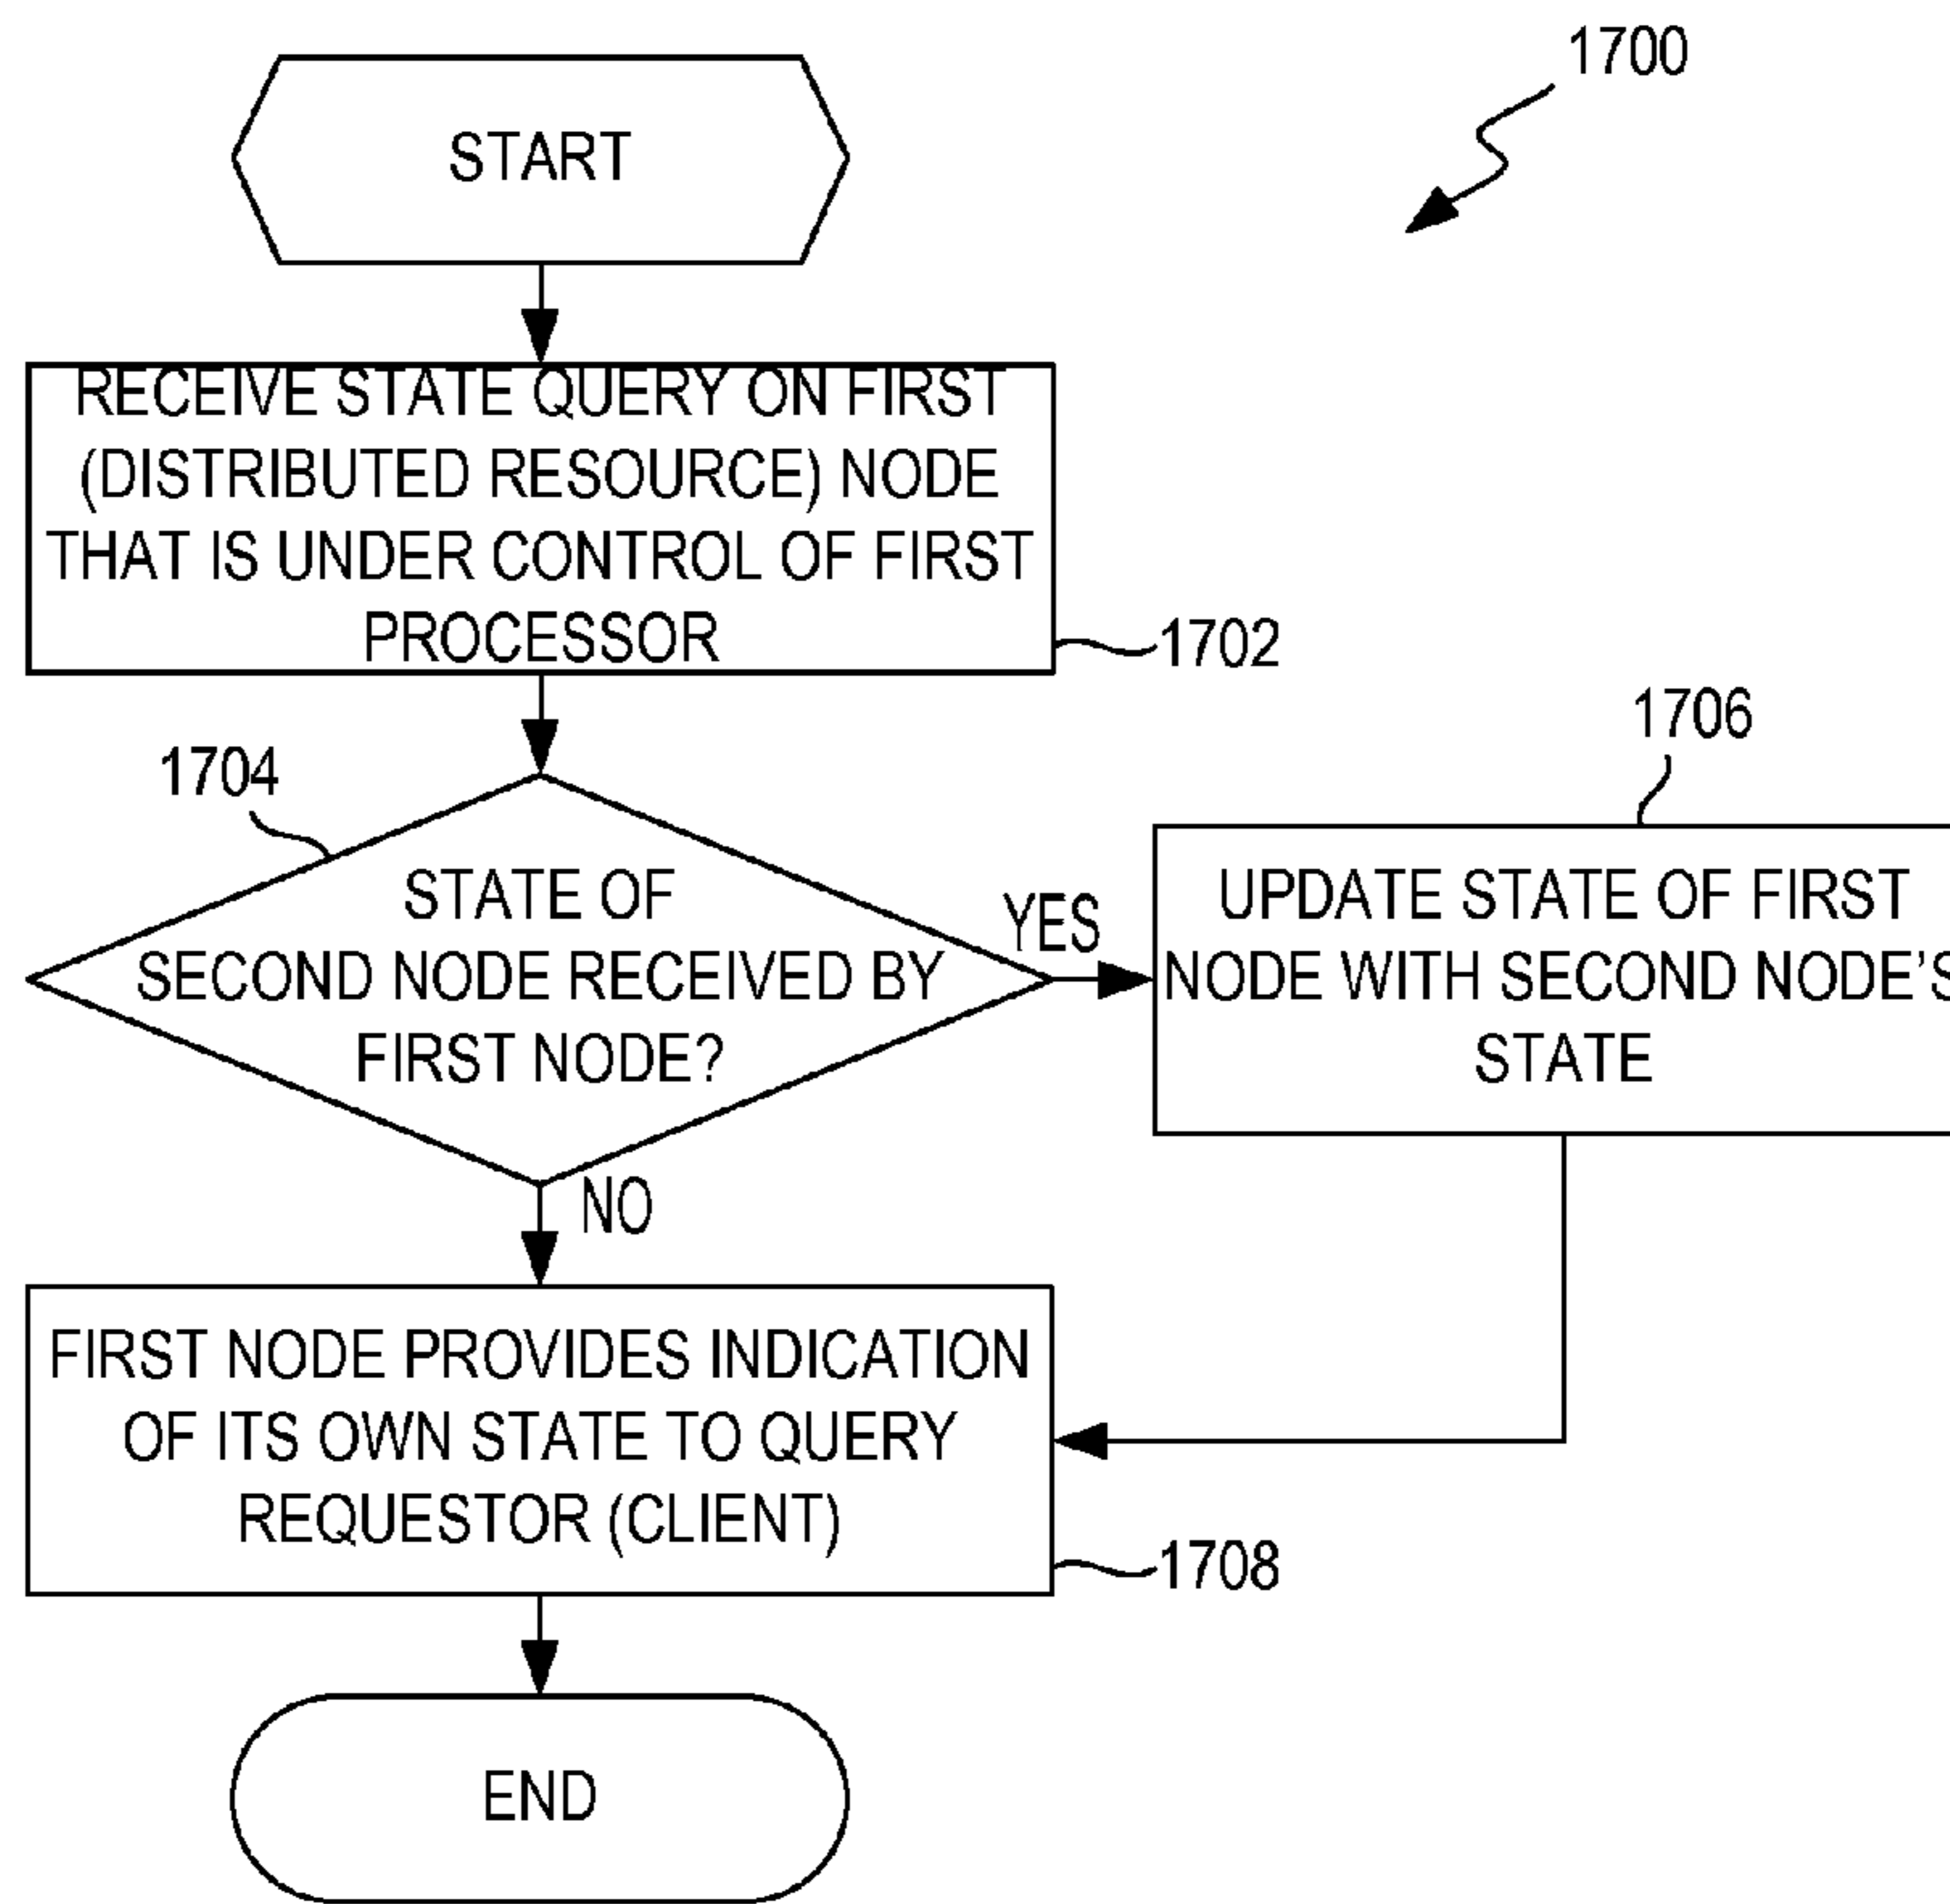 1700
START
RECEIVE STATE QUERY ON FIRST
(DISTRIBUTED RESOURCE) NODE
THAT IS UNDER CONTROL OF FIRST
PROCESSOR
1702
1704
STATE OF
SECOND NODE RECEIVED BY
FIRST NODE?
YES
NO
1706
UPDATE STATE OF FIRST
NODE WITH SECOND NODE'S
STATE
FIRST NODE PROVIDES INDICATION
OF ITS OWN STATE TO QUERY
REQUESTOR (CLIENT)
1708
END